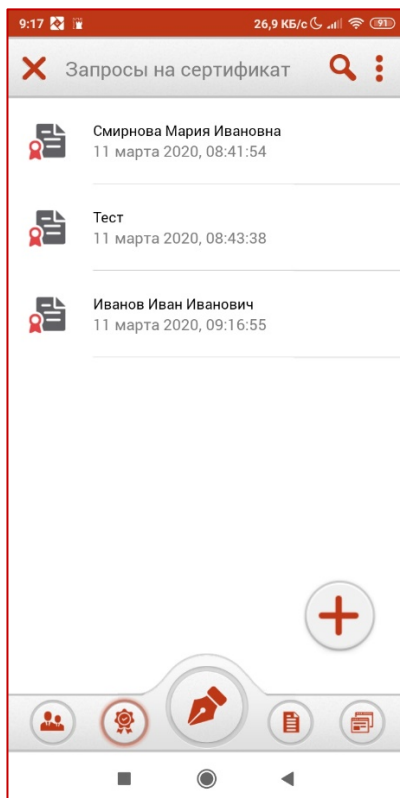 9:17 26,9 КБ/с 91
Запросы на сертификат
Смирнова Мария Ивановна
11 марта 2020, 08:41:54
Тест
11 марта 2020, 08:43:38
Иванов Иван Иванович
11 марта 2020, 09:16:55